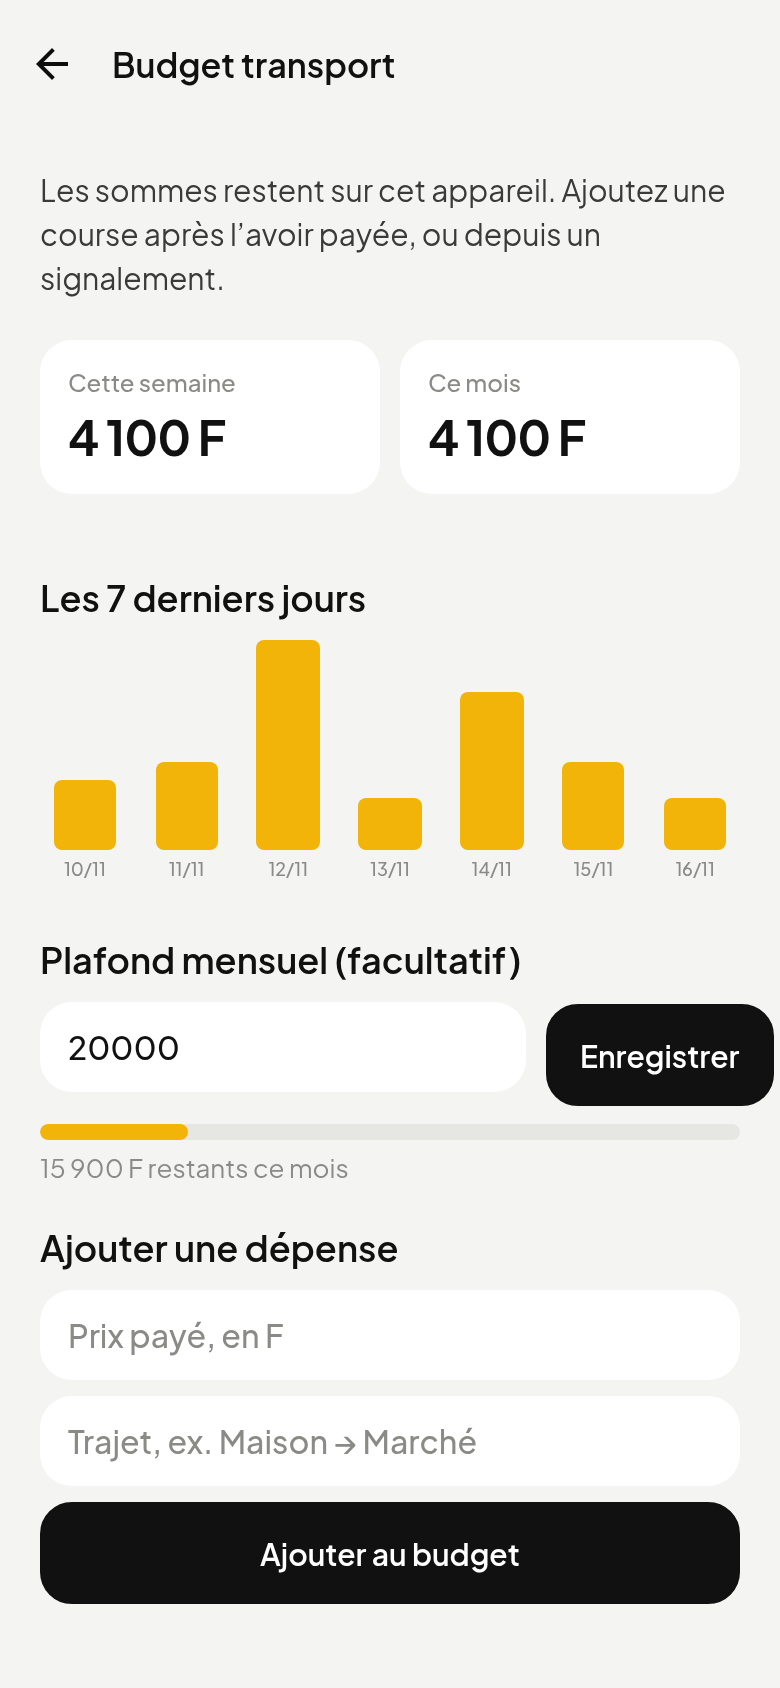 Budget transport
Les sommes restent sur cet appareil. Ajoutez une
course après l’avoir payée, ou depuis un
signalement.
Cette semaine
4 100 F
Ce mois
4 100 F
Les 7 derniers jours
10/11
11/11
12/11
13/11
14/11
15/11
16/11
Plafond mensuel (facultatif)
20000
Enregistrer
15 900 F restants ce mois
Ajouter une dépense
Prix payé, en F
Trajet, ex. Maison → Marché
Ajouter au budget